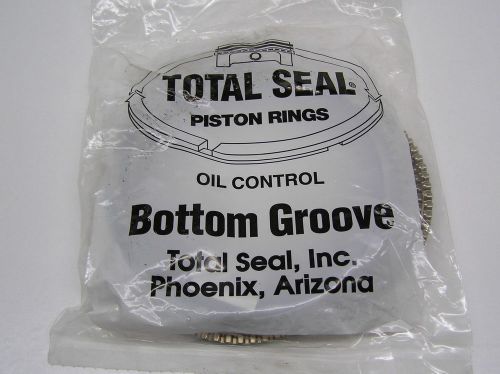 TOTAL SEAL®
PISTON RINGS
OIL CONTROL
Bottom Groove
Total Seal, Inc.
Phoenix, Arizona